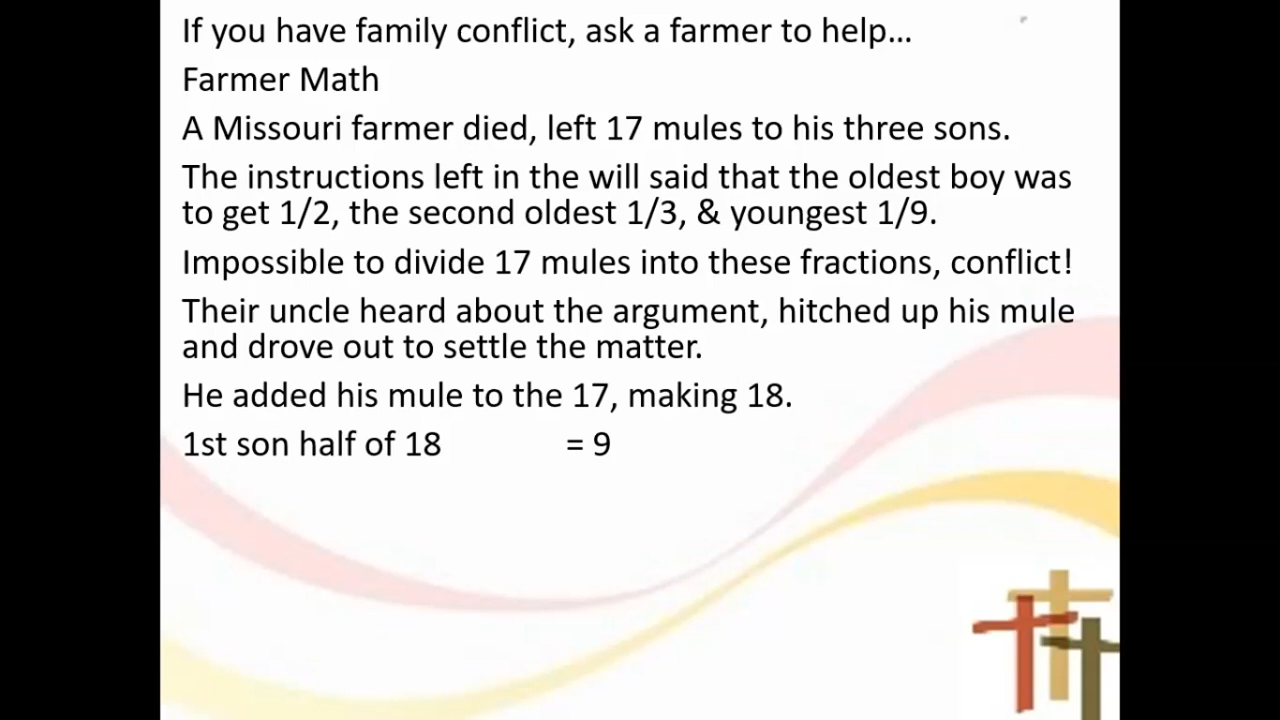 If you have family conflict, ask a farmer to help…
Farmer Math
A Missouri farmer died, left 17 mules to his three sons.
The instructions left in the will said that the oldest boy was
to get 1/2, the second oldest 1/3, & youngest 1/9.
Impossible to divide 17 mules into these fractions, conflict!
Their uncle heard about the argument, hitched up his mule
and drove out to settle the matter.
He added his mule to the 17, making 18.
1st son half of 18 = 9